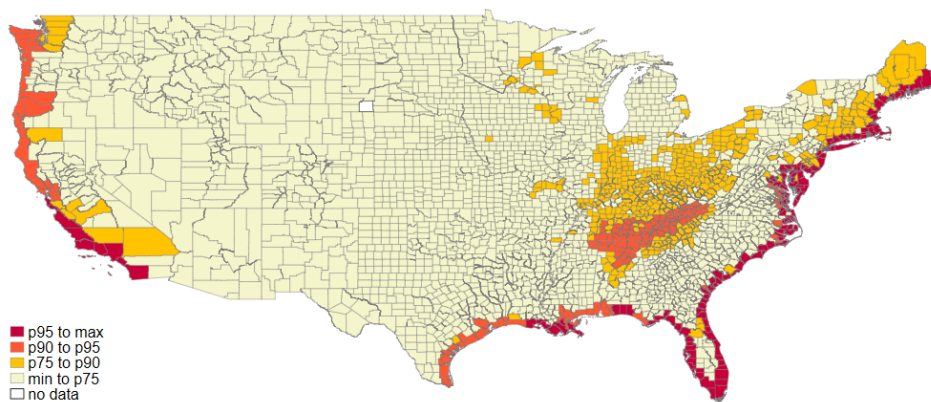 p95 to max
p90 to p95
p75 to p90
min to p75
no data